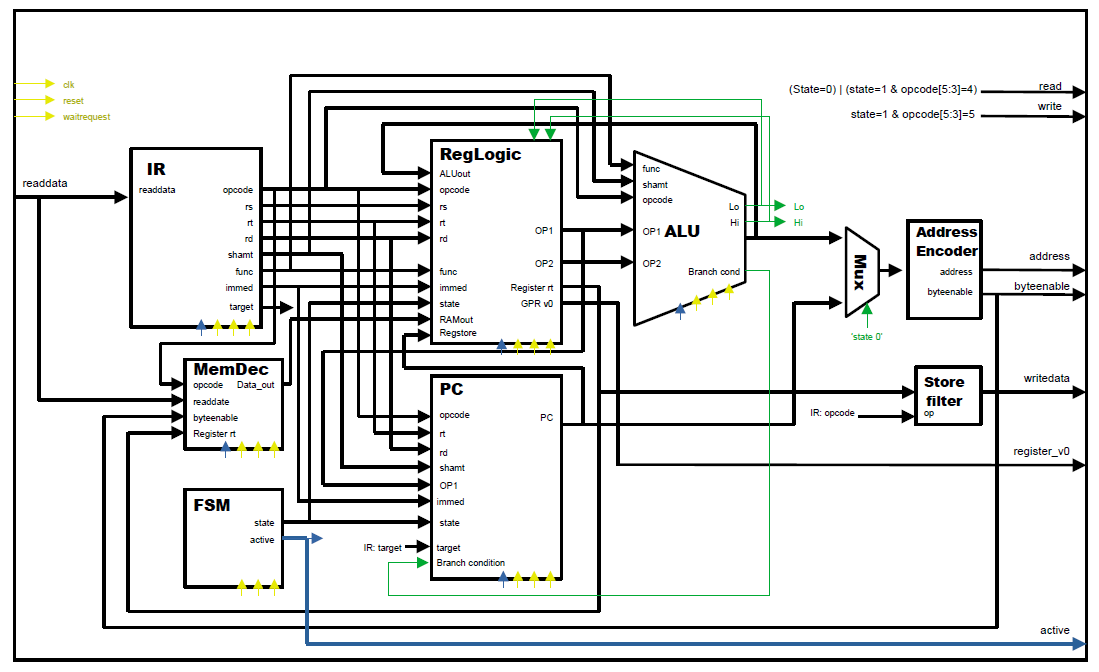 clk
reset
waitrequest
(State=0) | (state=1 & opcode[5:3]=4)
read
write
state=1 & opcode[5:3]=5
readdata
IR
readdata
opcode
rs
rt
rd
shamt
func
immed
target
RegLogic
ALUout
opcode
rs
rt
rd
func
immed
state
RAMout
Regstore
OP1
OP2
Register rt
GPR v0
func
shamt
opcode
OP1
ALU
OP2
Lo
Hi
Branch cond
Lo
Hi
Mux
'state 0'
Address
Encoder
address
byteenable
address
byteenable
MemDec
opcode
Data_out
readdate
byteenable
Register rt
PC
opcode
rt
rd
shamt
OP1
immed
state
target
Branch condition
PC
IR: target
Store
filter
op
IR: opcode
writedata
register_v0
FSM
state
active
active